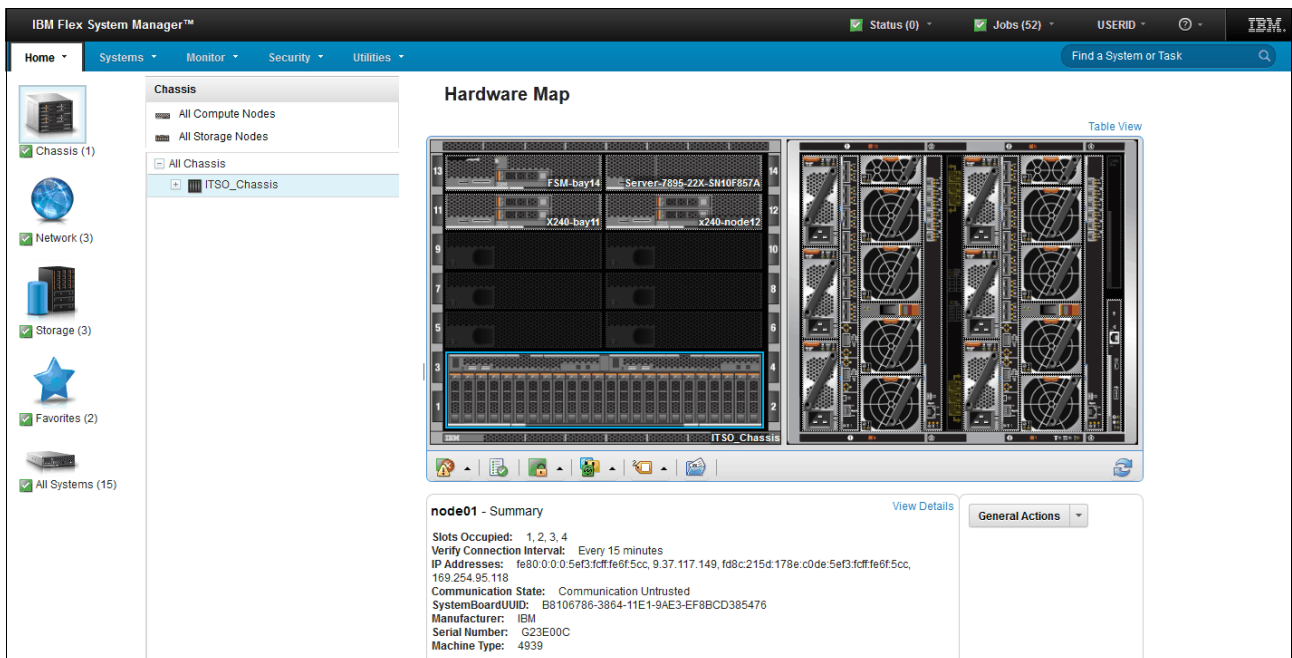 IBM Flex System Manager™
Status (0)
Jobs (52)
USERID
?
IBM.
Home
Systems
Monitor
Security
Utilities
Find a System or Task
Chassis (1)
Network (3)
Storage (3)
Favorites (2)
All Systems (15)
Chassis
All Compute Nodes
All Storage Nodes
All Chassis
ITSO_Chassis
Hardware Map
Table View
13
FSM-bay14
Server-7895-22X-SN10F857A
14
11
X240-bay11
x240-node12
12
9
10
7
8
5
6
3
4
1
2
IBM
ITSO_Chassis
node01 - Summary
View Details
Slots Occupied: 1, 2, 3, 4
Verify Connection Interval: Every 15 minutes
IP Addresses: fe80:0:0:0:5ef3:fcff:fe6f:5cc, 9.37.117.149, fd8c:215d:178e:c0de:5ef3:fcff:fe6f:5cc,
169.254.95.118
Communication State: Communication Untrusted
SystemBoardUUID: B8106786-3864-11E1-9AE3-EF8BCD385476
Manufacturer: IBM
Serial Number: G23E00C
Machine Type: 4939
General Actions